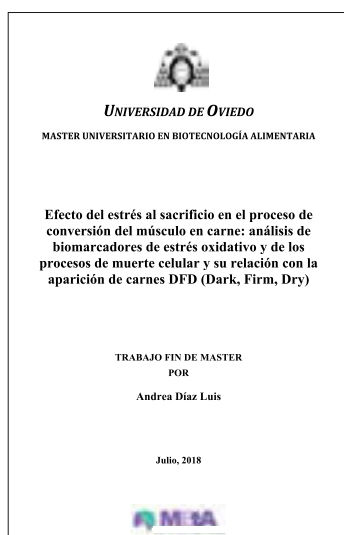 UNIVERSIDAD DE OVIEDO
MASTER UNIVERSITARIO EN BIOTECNOLOGÍA ALIMENTARIA
Efecto del estrés al sacrificio en el proceso de
conversión del músculo en carne: análisis de
biomarcadores de estrés oxidativo y de los
procesos de muerte celular y su relación con la
aparición de carnes DFD (Dark, Firm, Dry)
TRABAJO FIN DE MASTER
POR
Andrea Díaz Luis
Julio, 2018